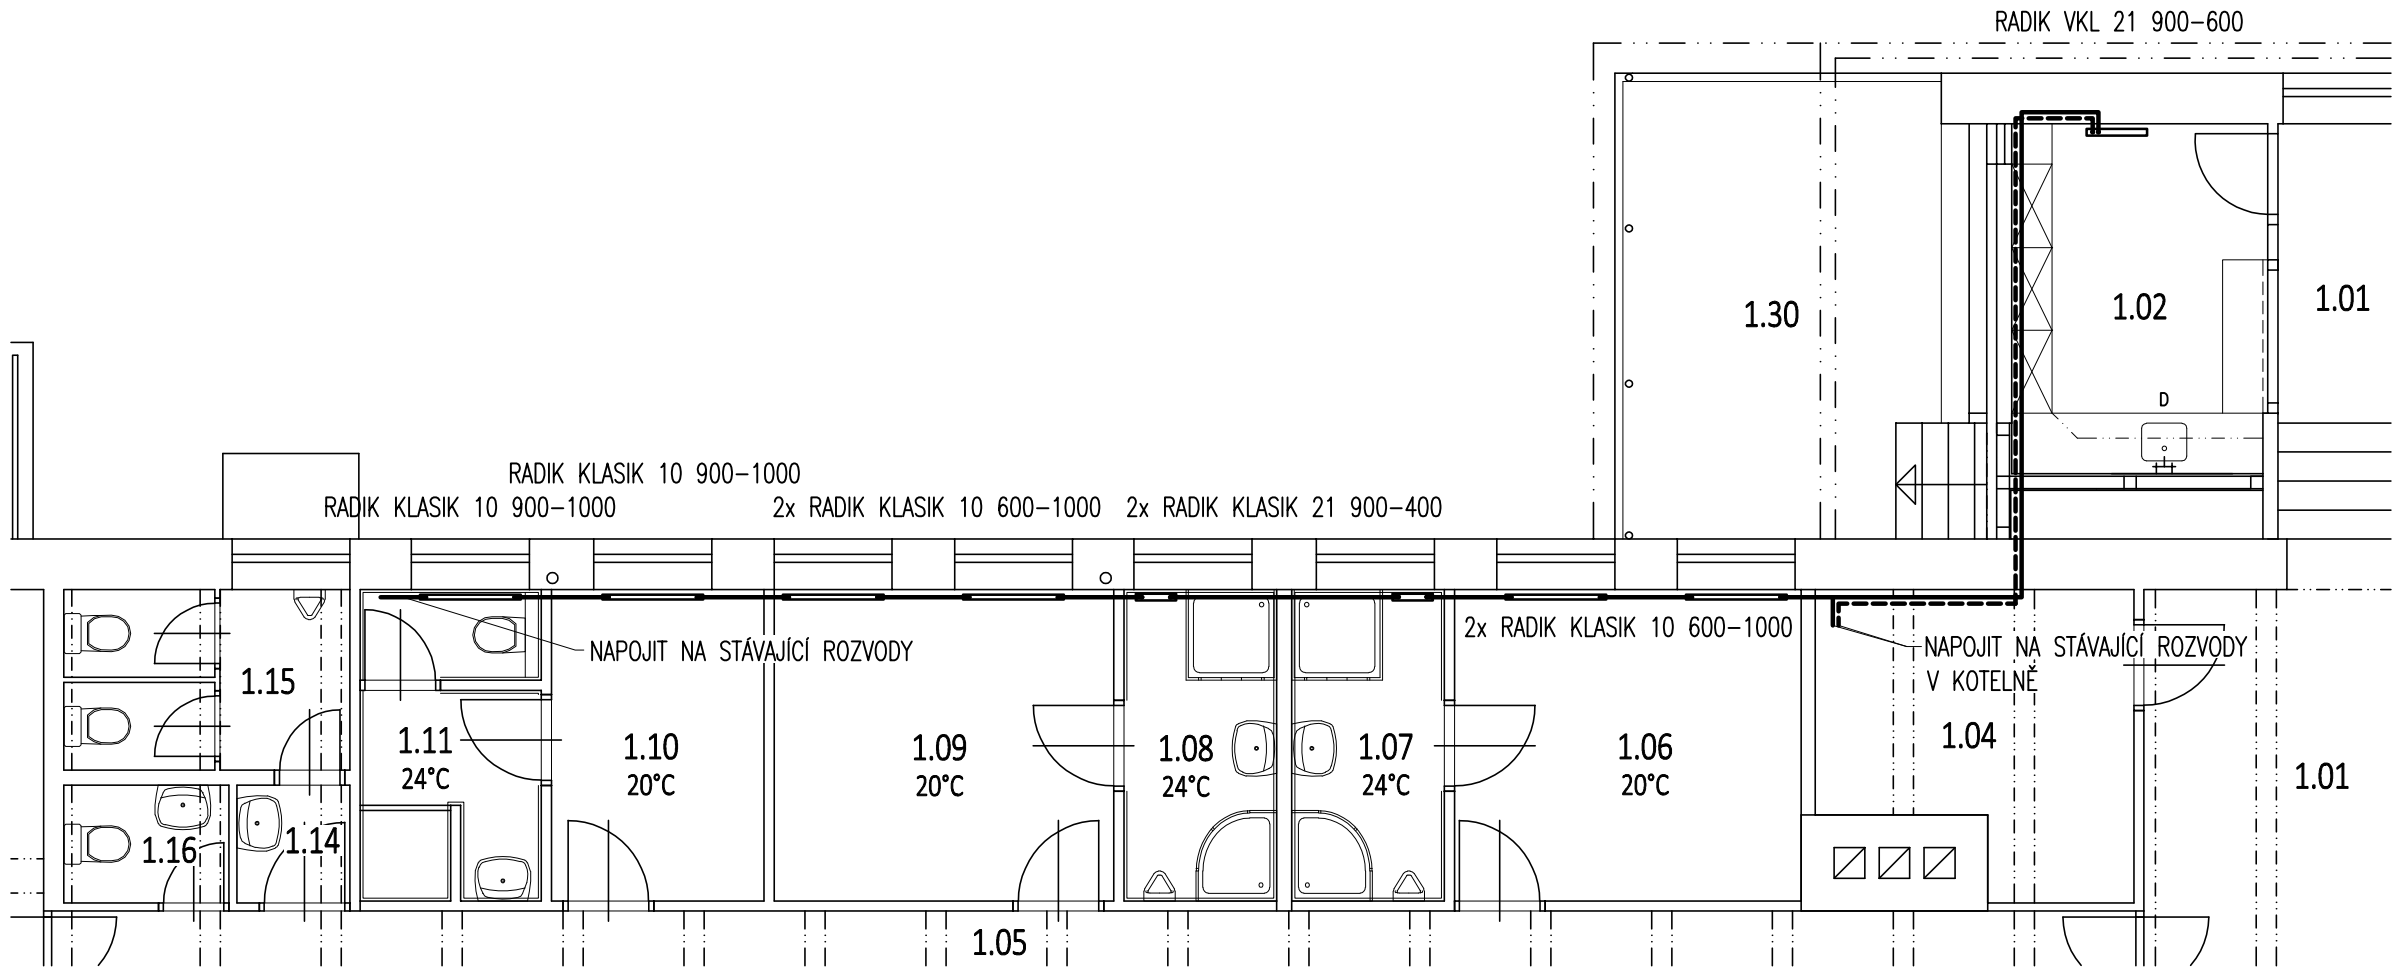 RADIK VKL 21 900-600
1.30
1.02
1.01
D
RADIK KLASIK 10 900-1000
RADIK KLASIK 10 900-1000
2x RADIK KLASIK 10 600-1000
2x RADIK KLASIK 21 900-400
2x RADIK KLASIK 10 600-1000
NAPOJIT NA STÁVAJÍCÍ ROZVODY
NAPOJIT NA STÁVAJÍCÍ ROZVODY
V KOTELNĚ
1.15
1.11
24°C
1.10
20°C
1.09
20°C
1.08
24°C
1.07
24°C
1.06
20°C
1.04
1.01
1.16
1.14
1.05